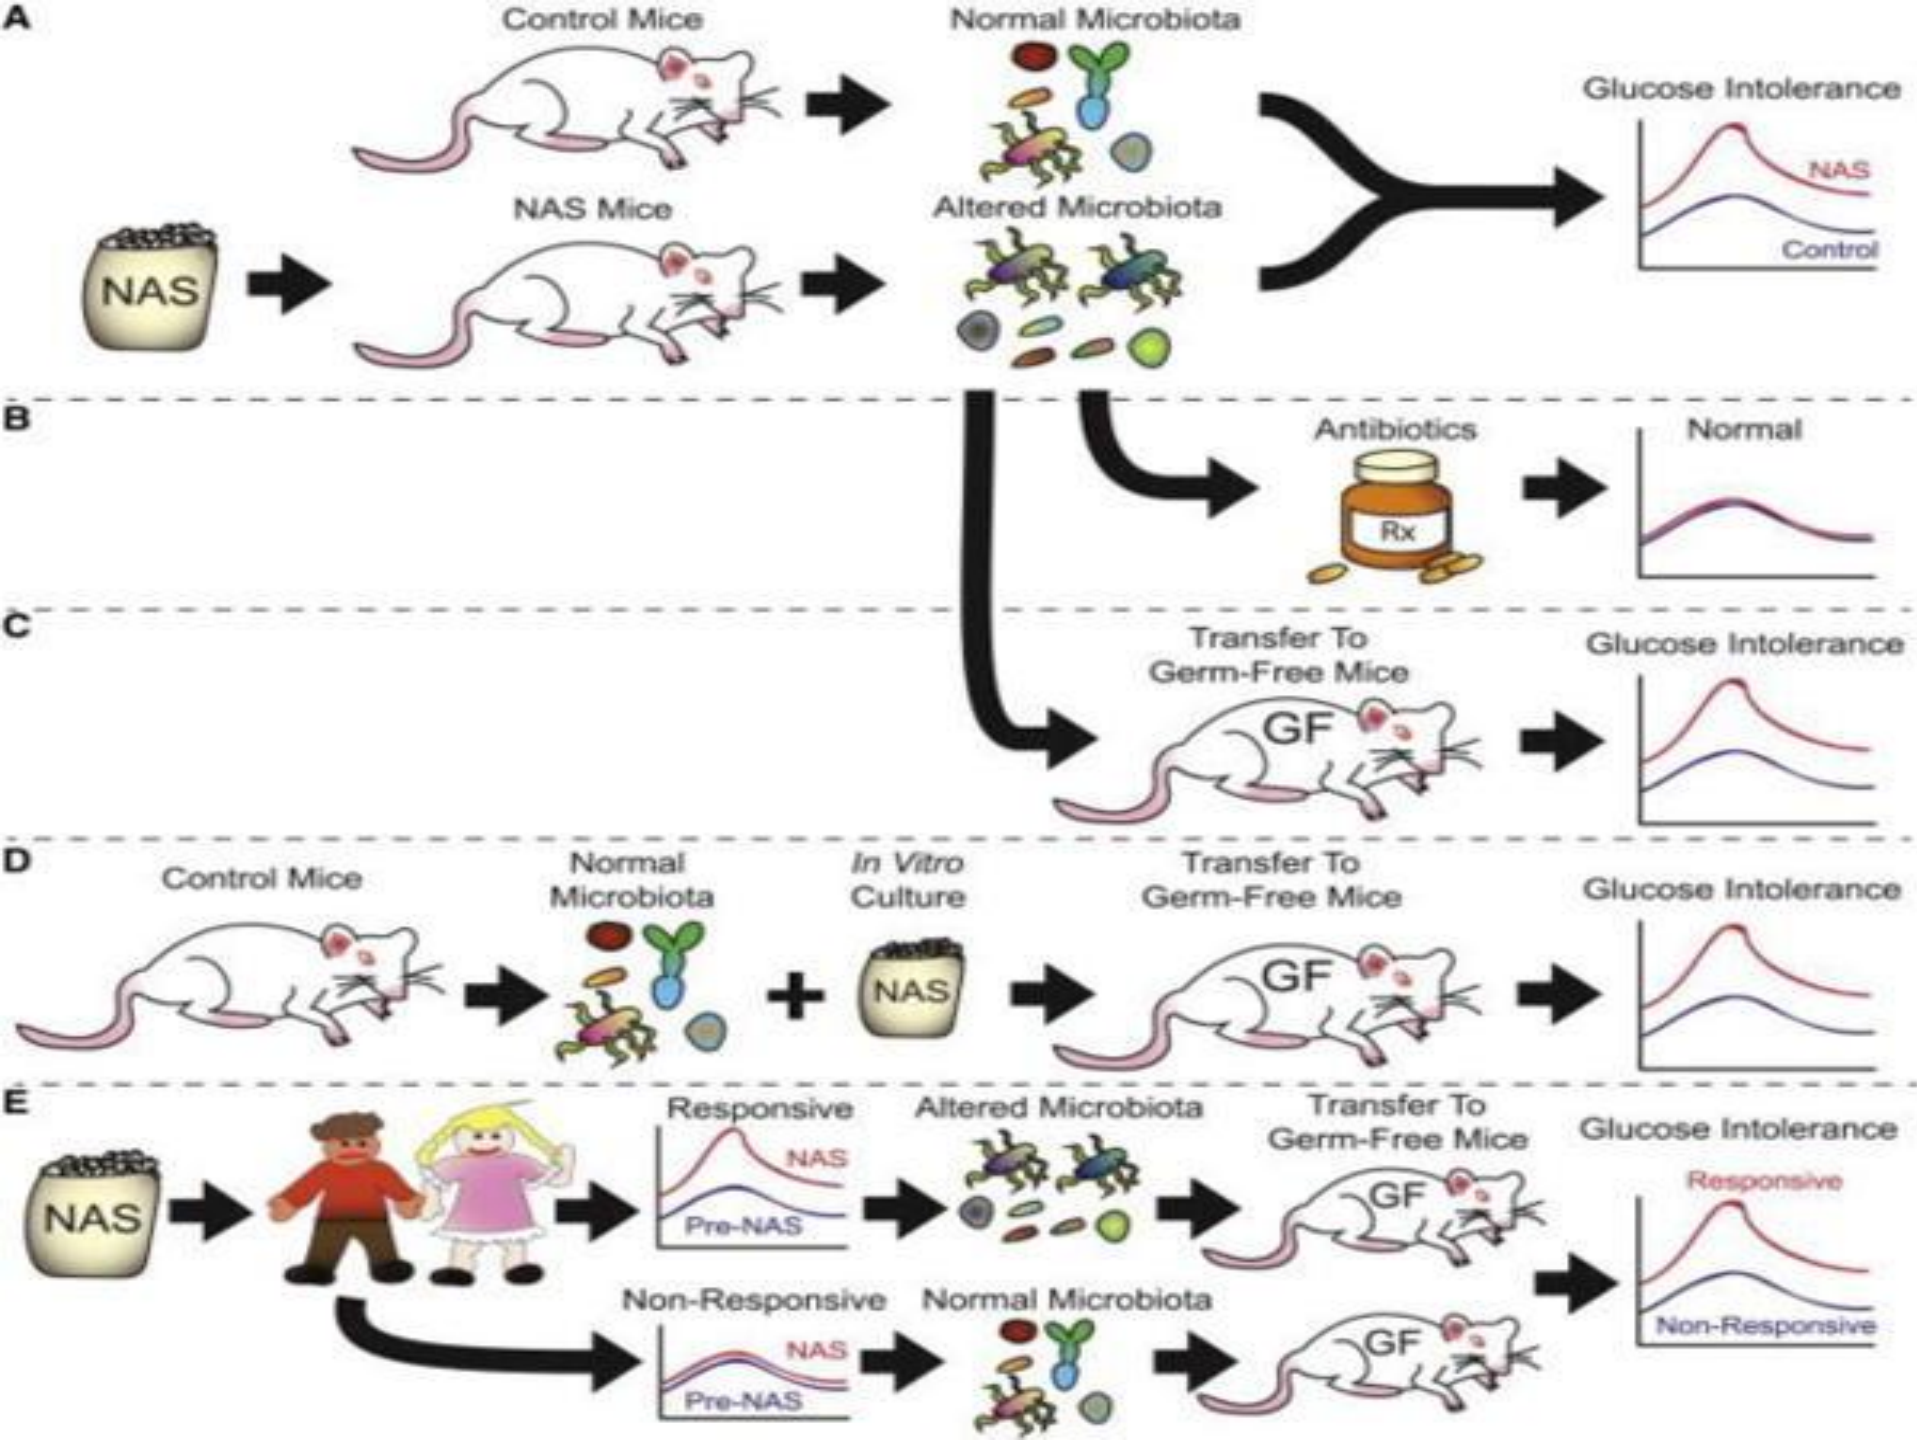 A
Control Mice
Normal Microbiota
Glucose Intolerance
NAS
Control
NAS Mice
Altered Microbiota
NAS
B
Antibiotics
Rx
Normal
C
Transfer To
Germ-Free Mice
GF
Glucose Intolerance
D
Control Mice
Normal
Microbiota
In Vitro
Culture
NAS
Transfer To
Germ-Free Mice
GF
Glucose Intolerance
E
NAS
Responsive
NAS
Pre-NAS
Altered Microbiota
Transfer To
Germ-Free Mice
GF
Glucose Intolerance
Responsive
Non-Responsive
Non-Responsive
NAS
Pre-NAS
Normal Microbiota
GF